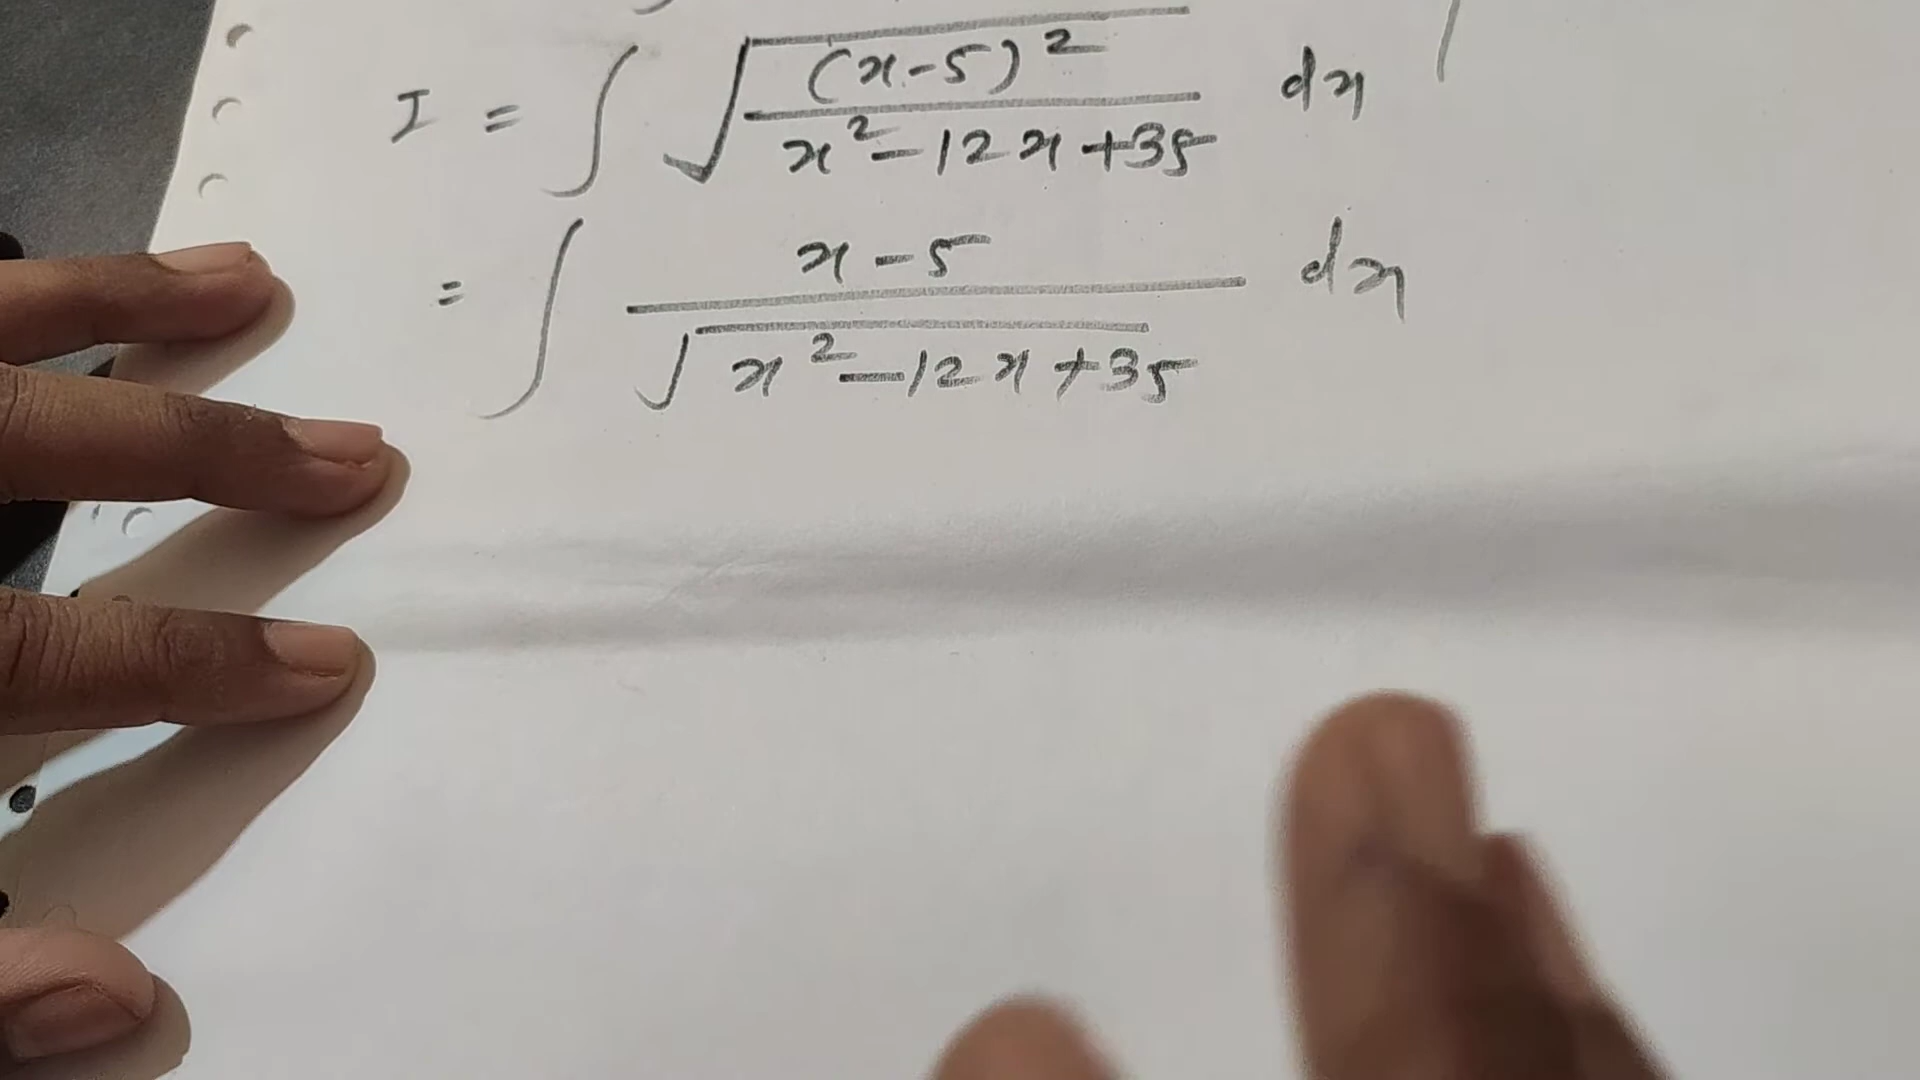 I = ∫ √((x-5)²/(x²-12x+35)) dx
= ∫ (x-5)/√(x²-12x+35) dx